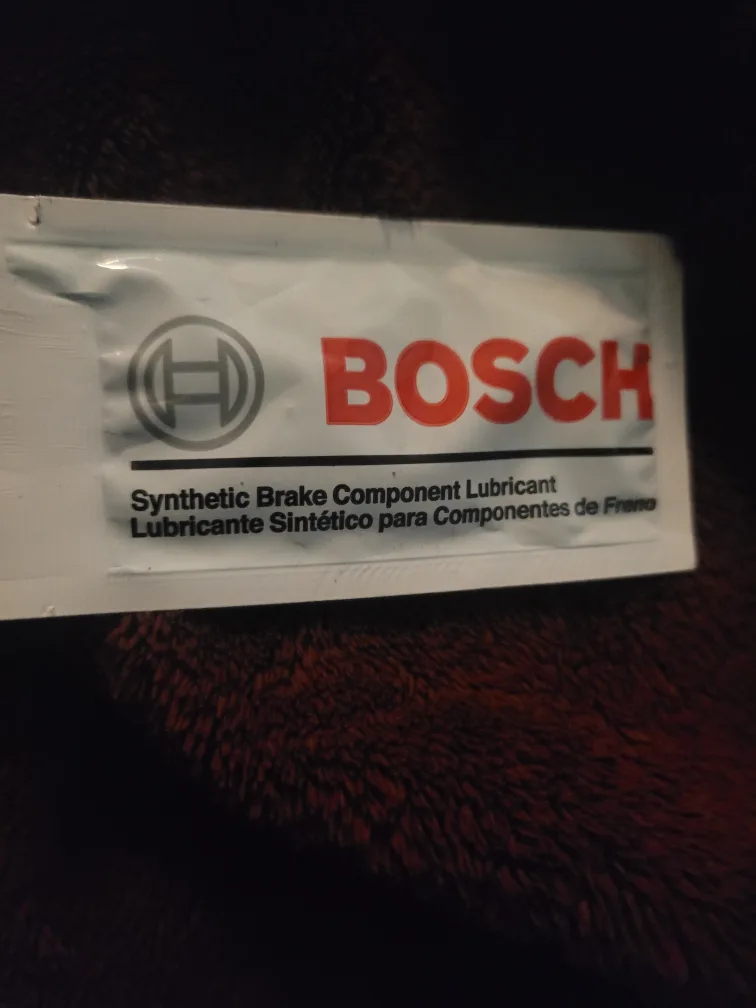 BOSCH
Synthetic Brake Component Lubricant
Lubricante Sintético para Componentes de Freno